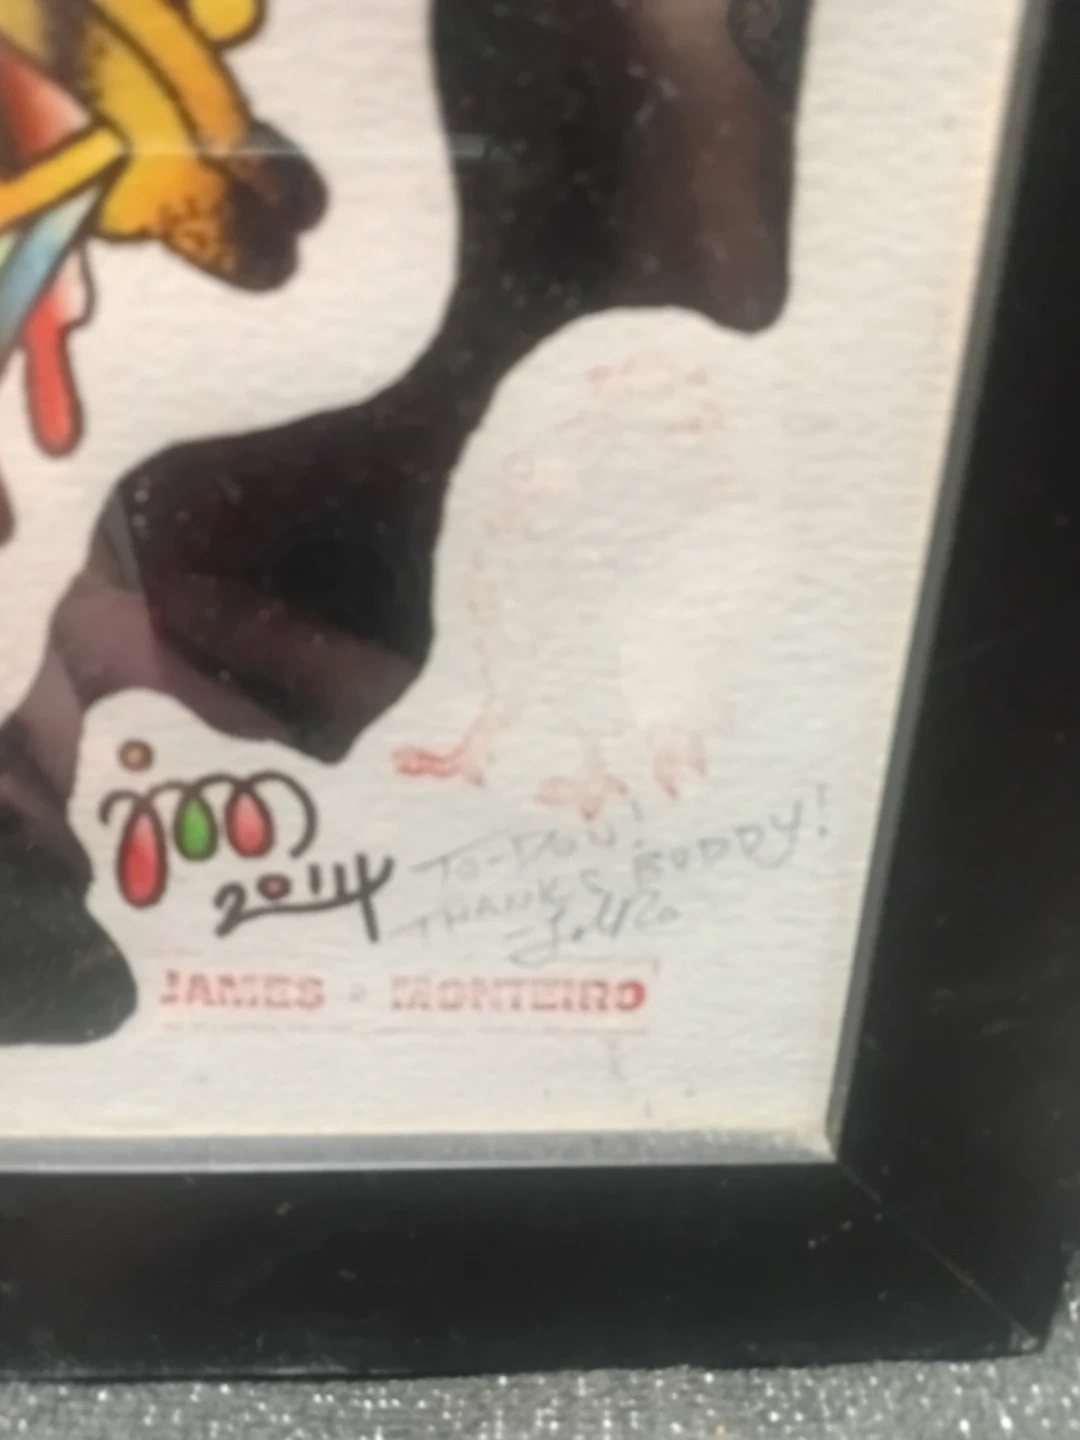 jm
2014
TO-DON!
THANKS BUDDY!
JAMES MONTEIRO